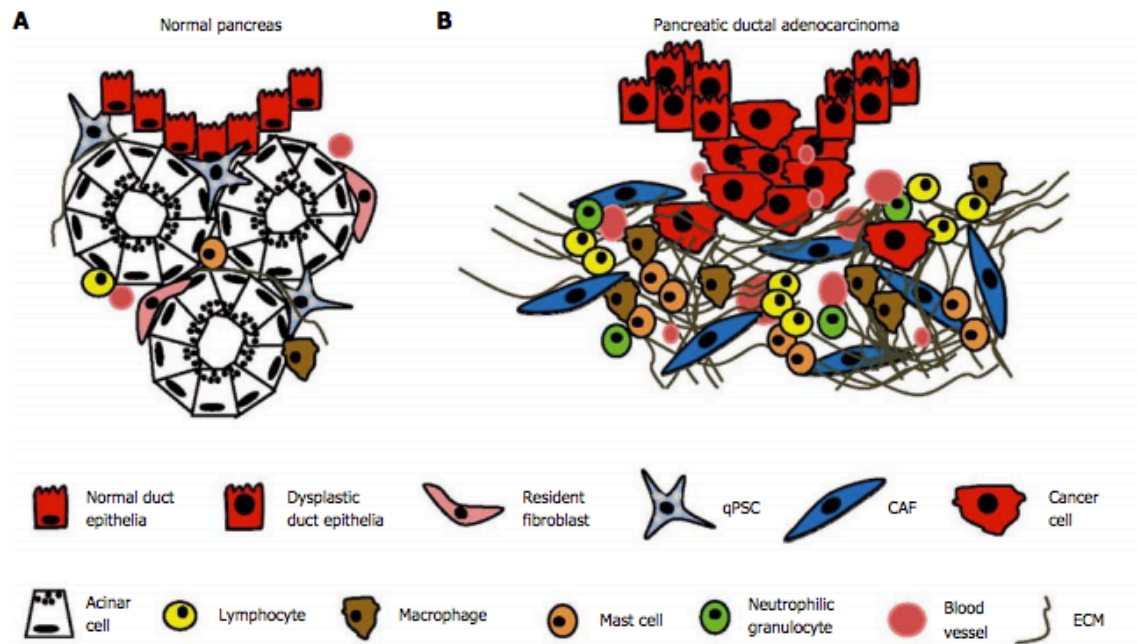 A
Normal pancreas
B
Pancreatic ductal adenocarcinoma
Normal duct
epithelia
Dysplastic
duct epithelia
Resident
fibroblast
qPSC
CAF
Cancer
cell
Acinar
cell
Lymphocyte
Macrophage
Mast cell
Neutrophilic
granulocyte
Blood
vessel
ECM